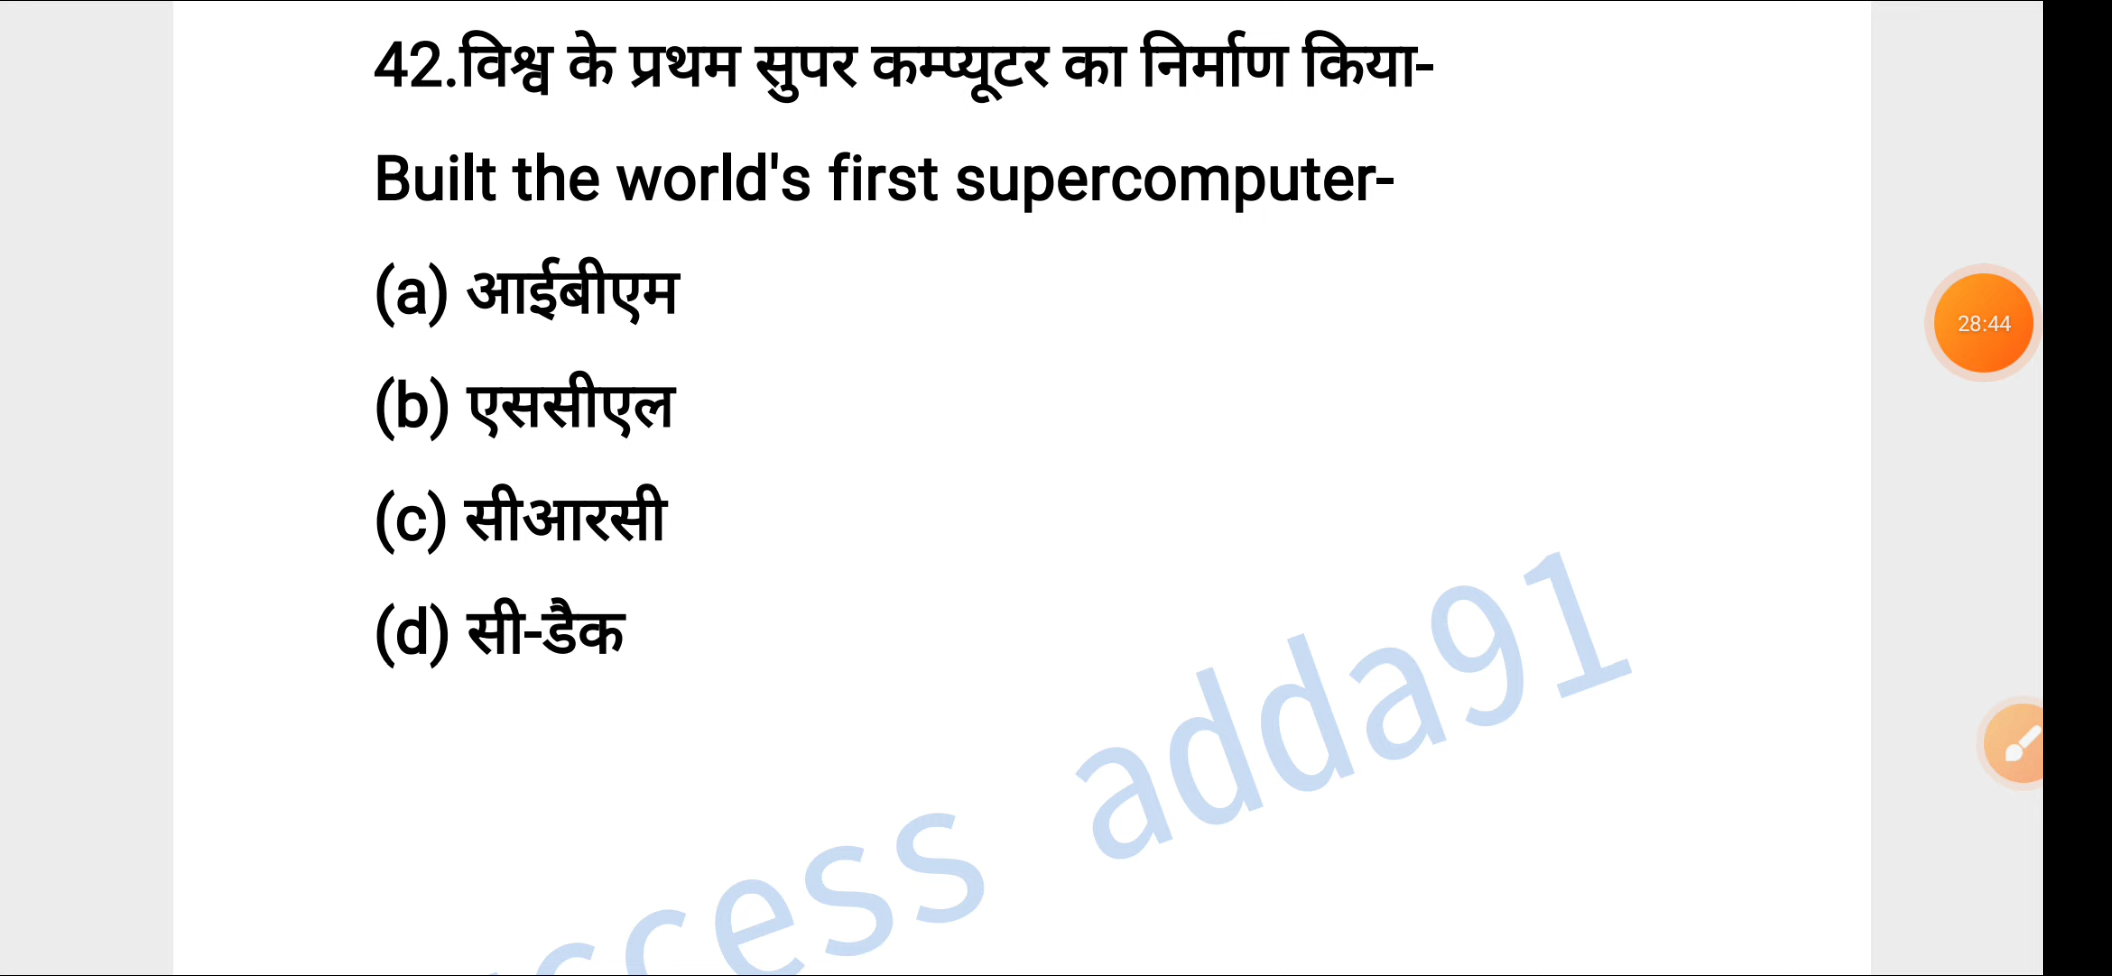 42.विश्व के प्रथम सुपर कम्प्यूटर का निर्माण किया-
Built the world's first supercomputer-
(a) आईबीएम
(b) एससीएल
(c) सीआरसी
(d) सी-डैक
28:44
ccess adda91